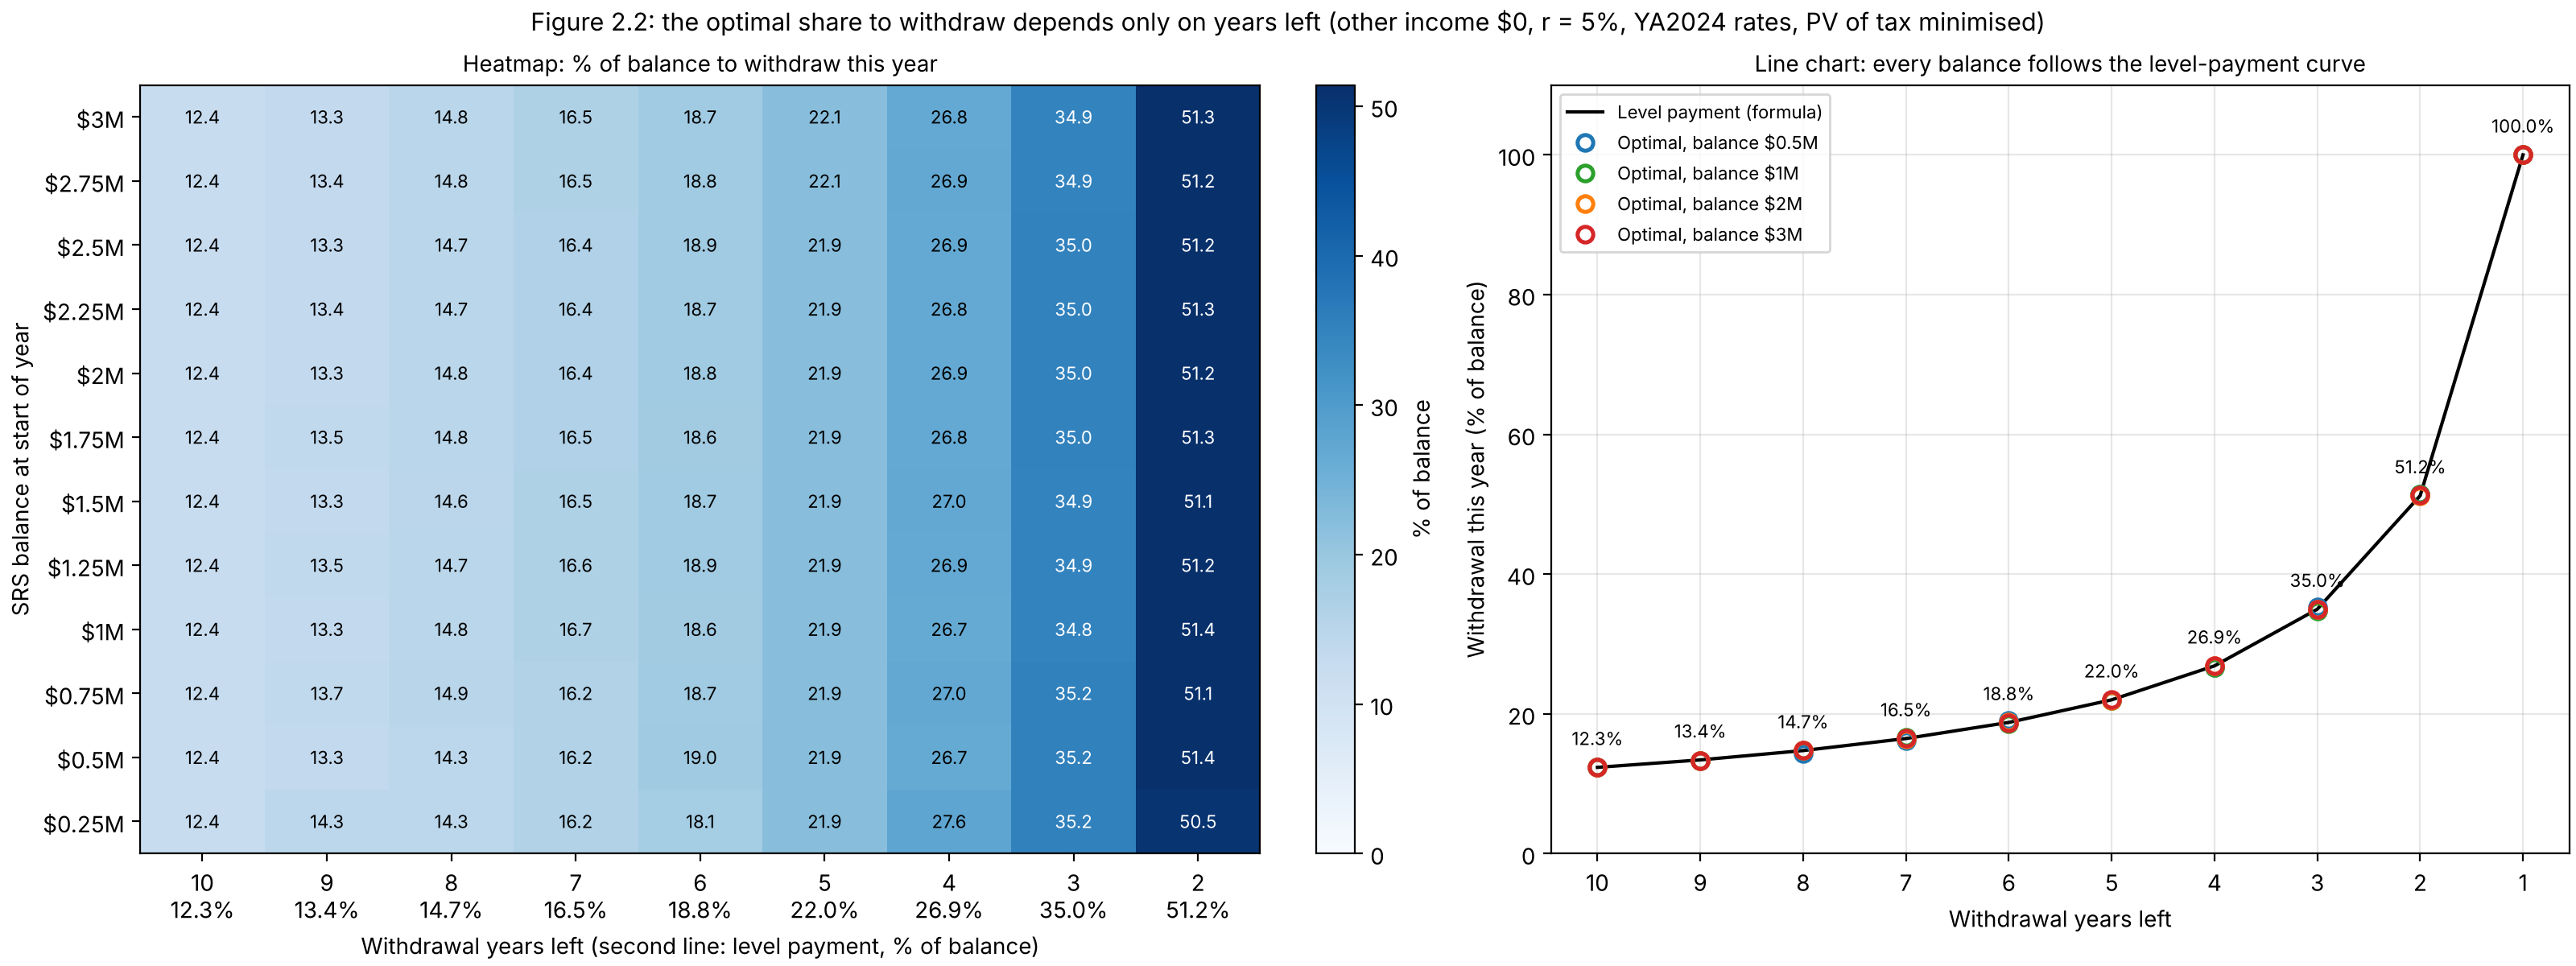 Figure 2.2: the optimal share to withdraw depends only on years left (other income $0, r = 5%, YA2024 rates, PV of tax minimised)
Heatmap: % of balance to withdraw this year
SRS balance at start of year
$3M 12.4 13.3 14.8 16.5 18.7 22.1 26.8 34.9 51.3
$2.75M 12.4 13.4 14.8 16.5 18.8 22.1 26.9 34.9 51.2
$2.5M 12.4 13.3 14.7 16.4 18.9 21.9 26.9 35.0 51.2
$2.25M 12.4 13.4 14.7 16.4 18.7 21.9 26.8 35.0 51.3
$2M 12.4 13.3 14.8 16.4 18.8 21.9 26.9 35.0 51.2
$1.75M 12.4 13.5 14.8 16.5 18.6 21.9 26.8 35.0 51.3
$1.5M 12.4 13.3 14.6 16.5 18.7 21.9 27.0 34.9 51.1
$1.25M 12.4 13.5 14.7 16.6 18.9 21.9 26.9 34.9 51.2
$1M 12.4 13.3 14.8 16.7 18.6 21.9 26.7 34.8 51.4
$0.75M 12.4 13.7 14.9 16.2 18.7 21.9 27.0 35.2 51.1
$0.5M 12.4 13.3 14.3 16.2 19.0 21.9 26.7 35.2 51.4
$0.25M 12.4 14.3 14.3 16.2 18.1 21.9 27.6 35.2 50.5
10 9 8 7 6 5 4 3 2
12.3% 13.4% 14.7% 16.5% 18.8% 22.0% 26.9% 35.0% 51.2%
Withdrawal years left (second line: level payment, % of balance)
50
40
30
20
10
0
% of balance
Line chart: every balance follows the level-payment curve
Level payment (formula)
Optimal, balance $0.5M
Optimal, balance $1M
Optimal, balance $2M
Optimal, balance $3M
Withdrawal this year (% of balance)
100
80
60
40
20
0
12.3% 13.4% 14.7% 16.5% 18.8% 22.0% 26.9% 35.0% 51.2% 100.0%
10 9 8 7 6 5 4 3 2 1
Withdrawal years left